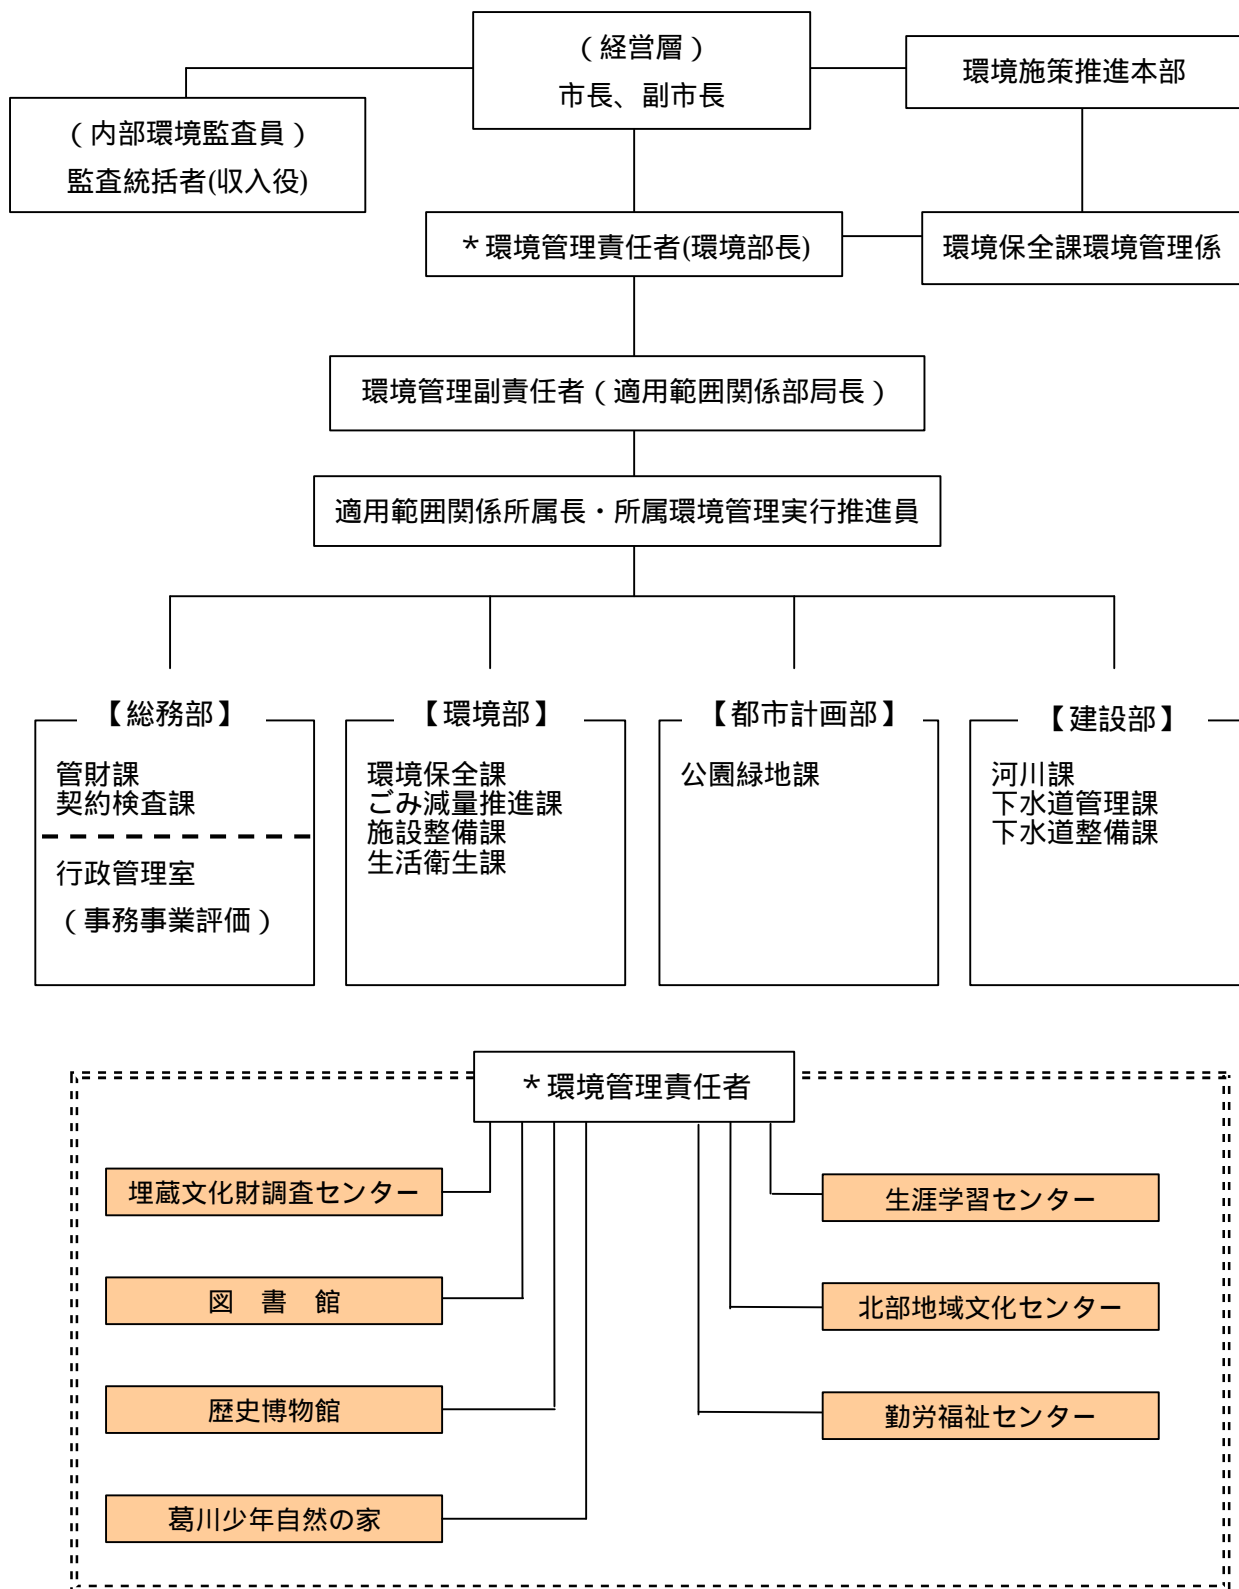 （経営層）
市長、副市長
環境施策推進本部
（内部環境監査員）
監査統括者(収入役)
＊環境管理責任者(環境部長)
環境保全課環境管理係
環境管理副責任者（適用範囲関係部局長）
適用範囲関係所属長・所属環境管理実行推進員
【総務部】
管財課
契約検査課
行政管理室
（事務事業評価）
【環境部】
環境保全課
ごみ減量推進課
施設整備課
生活衛生課
【都市計画部】
公園緑地課
【建設部】
河川課
下水道管理課
下水道整備課
＊環境管理責任者
埋蔵文化財調査センター
図　書　館
歴史博物館
葛川少年自然の家
生涯学習センター
北部地域文化センター
勤労福祉センター